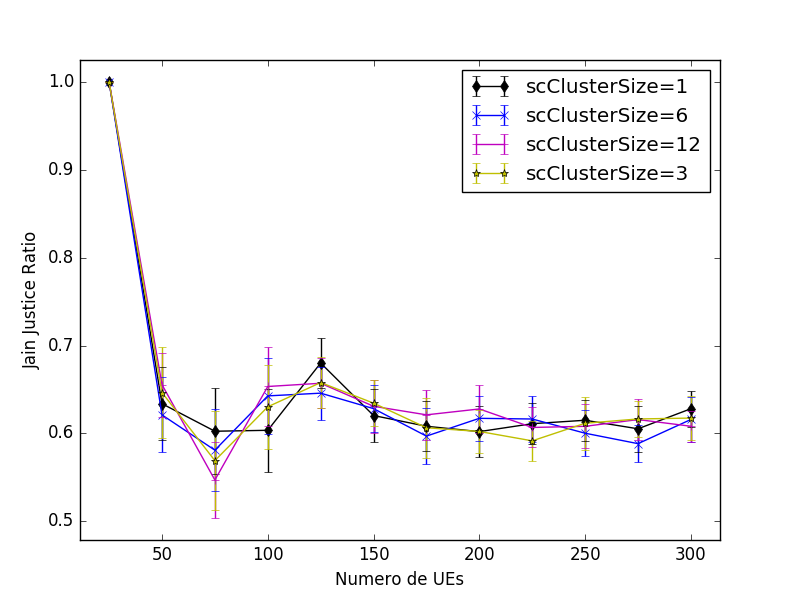 scClusterSize=1
scClusterSize=6
scClusterSize=12
scClusterSize=3
Jain Justice Ratio
1.0
0.9
0.8
0.7
0.6
0.5
50 100 150 200 250 300
Numero de UEs